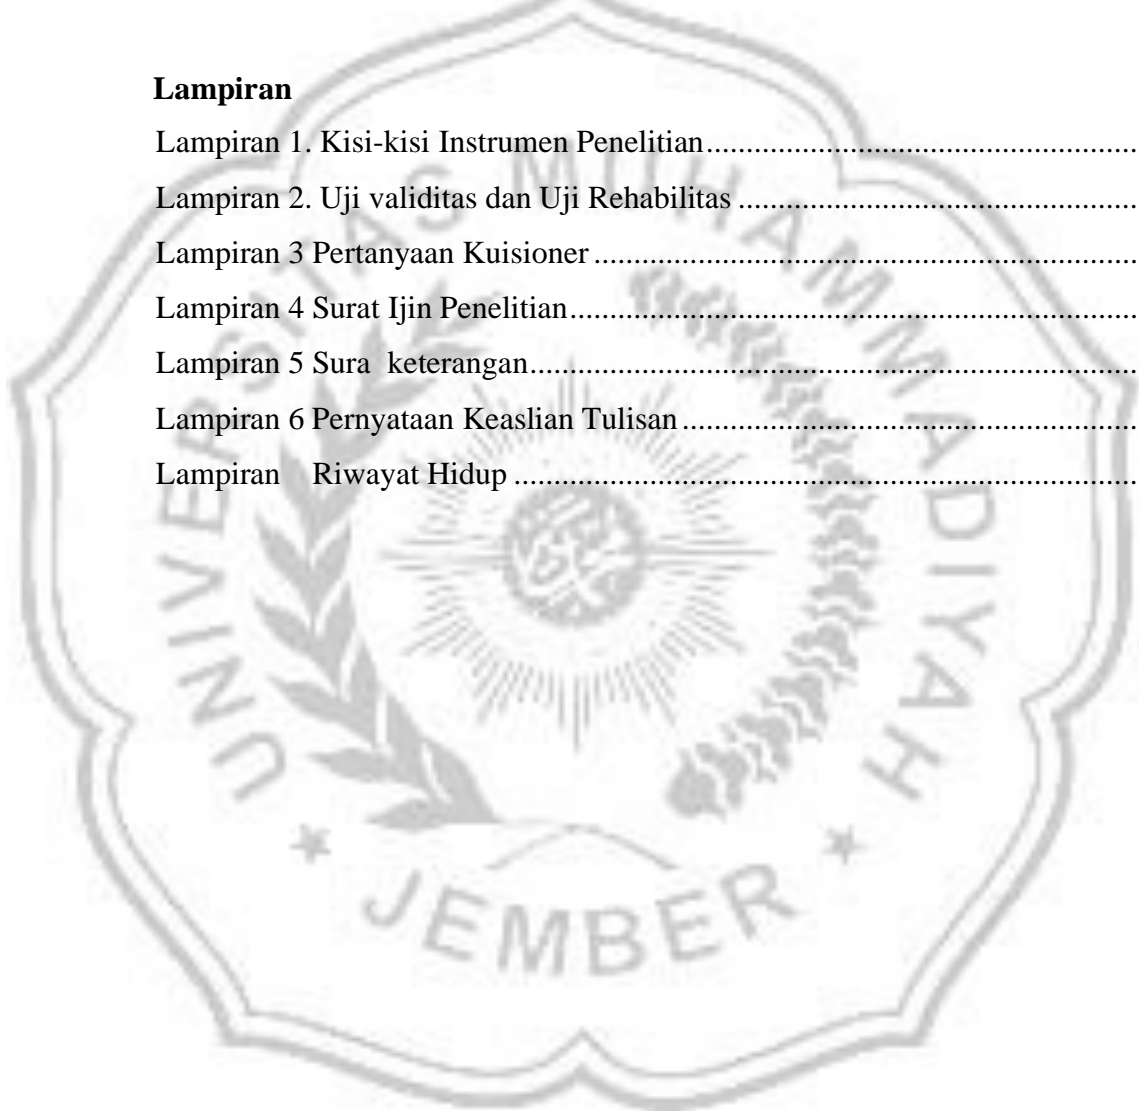 Lampiran
Lampiran 1. Kisi-kisi Instrumen Penelitian......................................................
Lampiran 2. Uji validitas dan Uji Rehabilitas ..................................................
Lampiran 3 Pertanyaan Kuisioner ....................................................................
Lampiran 4 Surat Ijin Penelitian.......................................................................
Lampiran 5 Sura  keterangan............................................................................
Lampiran 6 Pernyataan Keaslian Tulisan .........................................................
Lampiran    Riwayat Hidup ..............................................................................
UNIVERSITAS MUHAMMADIYAH
* JEMBER *